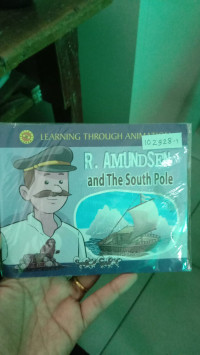 LEARNING THROUGH ANIMATION
102928-1
R. AMUNDSEN
and The South Pole